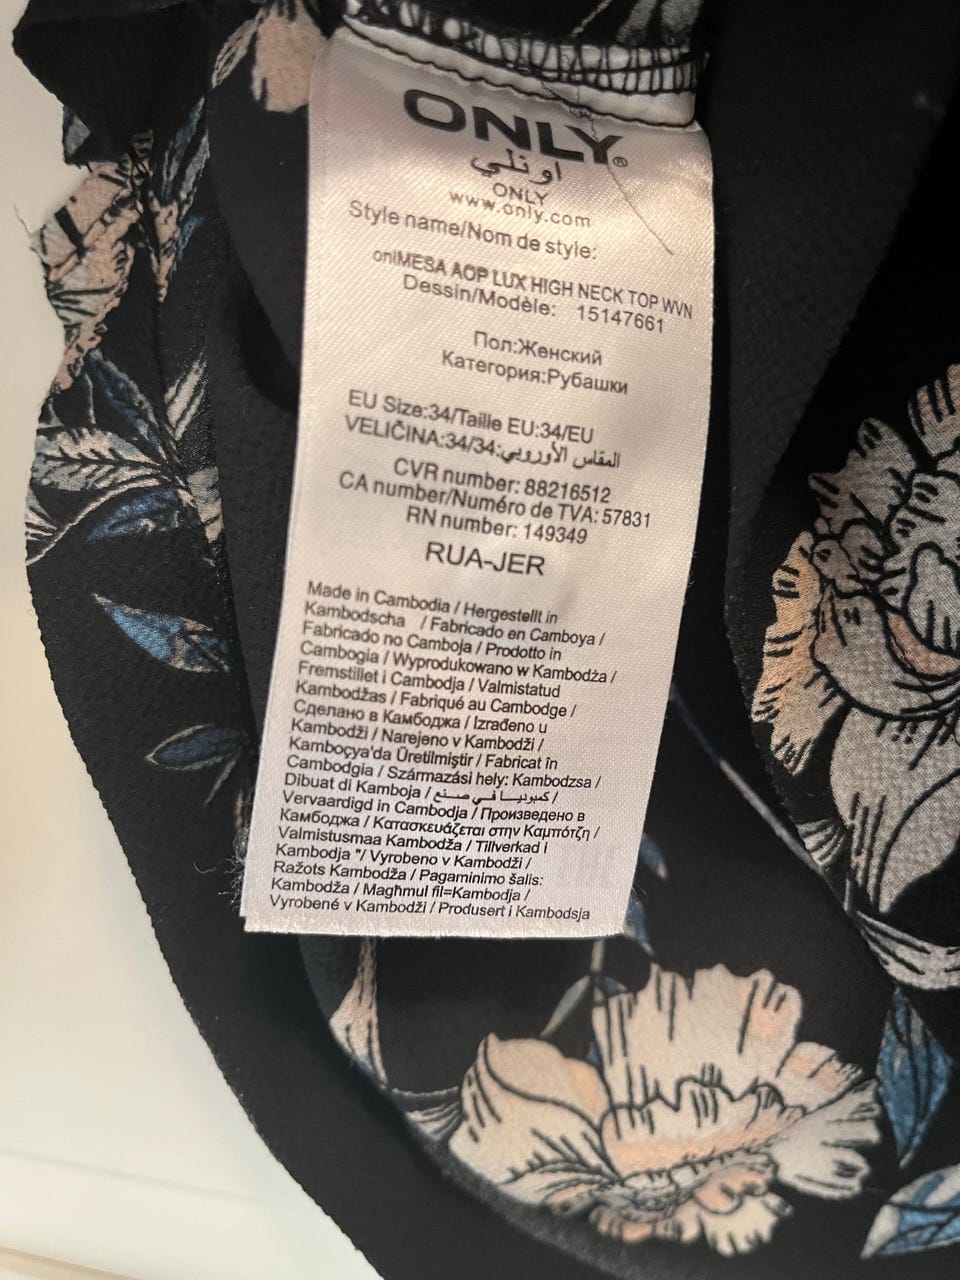 ONLY®
اونلي
ONLY
www.only.com
Style name/Nom de style:
onlMESA AOP LUX HIGH NECK TOP WVN
Dessin/Modèle: 15147661
Пол:Женский
Категория:Рубашки
EU Size:34/Taille EU:34/EU
VELIČINA:34/34:المقاس الأوروبي
CVR number: 88216512
CA number/Numéro de TVA: 57831
RN number: 149349
RUA-JER
Made in Cambodia / Hergestellt in
Kambodscha / Fabricado en Camboya /
Fabricado no Camboja / Prodotto in
Cambogia / Wyprodukowano w Kambodża /
Fremstillet i Cambodja / Valmistatud
Kambodžas / Fabriqué au Cambodge /
Сделано в Камбоджа / Izrađeno u
Kambodži / Narejeno v Kambodži /
Kamboçya'da Üretilmiştir / Fabricat în
Cambodgia / Származási hely: Kambodzsa /
Dibuat di Kamboja / كمبوديا في صنع /
Vervaardigd in Cambodja / Произведено в
Камбоджа / Κατασκευάζεται στην Καμπότζη /
Valmistusmaa Kambodža / Tillverkad i
Kambodja "/ Vyrobeno v Kambodži /
Ražots Kambodža / Pagaminimo šalis:
Kambodža / Magħmul fil=Kambodja /
Vyrobené v Kambodži / Produsert i Kambodsja